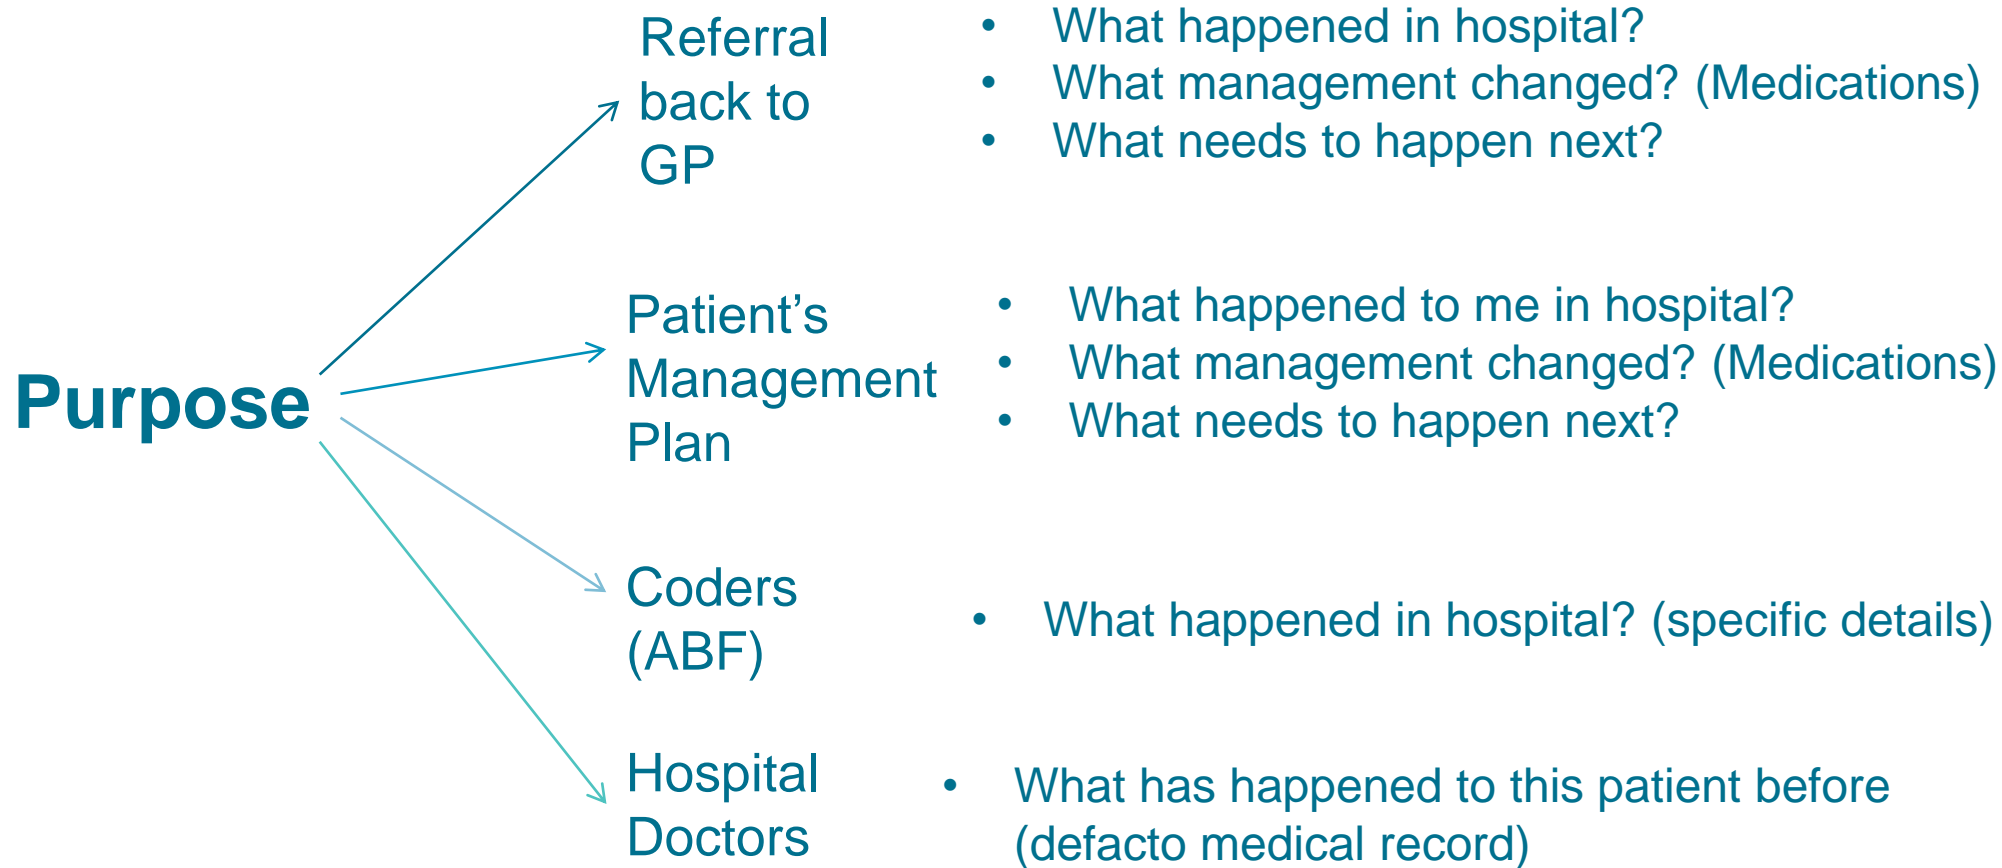 Purpose
Referral
back to
GP
• What happened in hospital?
• What management changed? (Medications)
• What needs to happen next?
Patient's
Management
Plan
• What happened to me in hospital?
• What management changed? (Medications)
• What needs to happen next?
Coders
(ABF)
• What happened in hospital? (specific details)
Hospital
Doctors
• What has happened to this patient before
(defacto medical record)